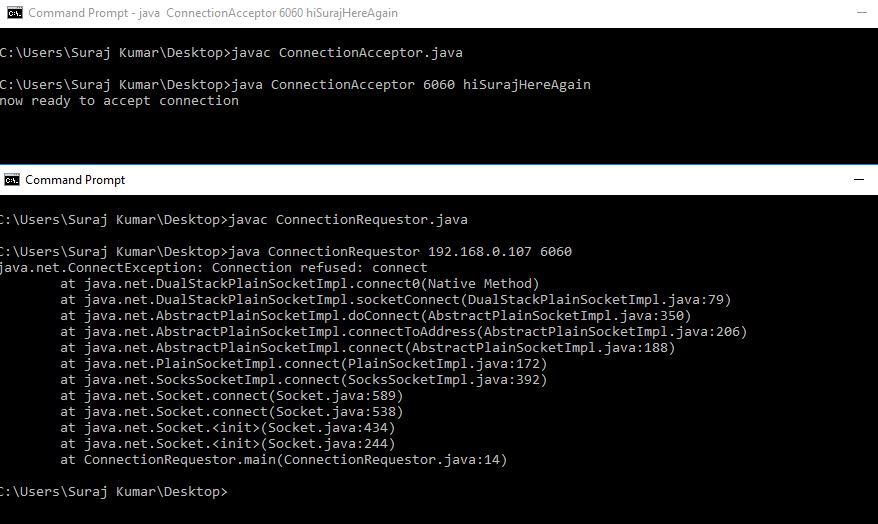 Command Prompt - java  ConnectionAcceptor 6060 hiSurajHereAgain
C:\Users\Suraj Kumar\Desktop>javac ConnectionAcceptor.java
C:\Users\Suraj Kumar\Desktop>java ConnectionAcceptor 6060 hiSurajHereAgain
now ready to accept connection
Command Prompt
C:\Users\Suraj Kumar\Desktop>javac ConnectionRequestor.java
C:\Users\Suraj Kumar\Desktop>java ConnectionRequestor 192.168.0.107 6060
java.net.ConnectException: Connection refused: connect
at java.net.DualStackPlainSocketImpl.connect0(Native Method)
at java.net.DualStackPlainSocketImpl.socketConnect(DualStackPlainSocketImpl.java:79)
at java.net.AbstractPlainSocketImpl.doConnect(AbstractPlainSocketImpl.java:350)
at java.net.AbstractPlainSocketImpl.connectToAddress(AbstractPlainSocketImpl.java:206)
at java.net.AbstractPlainSocketImpl.connect(AbstractPlainSocketImpl.java:188)
at java.net.PlainSocketImpl.connect(PlainSocketImpl.java:172)
at java.net.SocksSocketImpl.connect(SocksSocketImpl.java:392)
at java.net.Socket.connect(Socket.java:589)
at java.net.Socket.connect(Socket.java:538)
at java.net.Socket.<init>(Socket.java:434)
at java.net.Socket.<init>(Socket.java:244)
at ConnectionRequestor.main(ConnectionRequestor.java:14)
C:\Users\Suraj Kumar\Desktop>